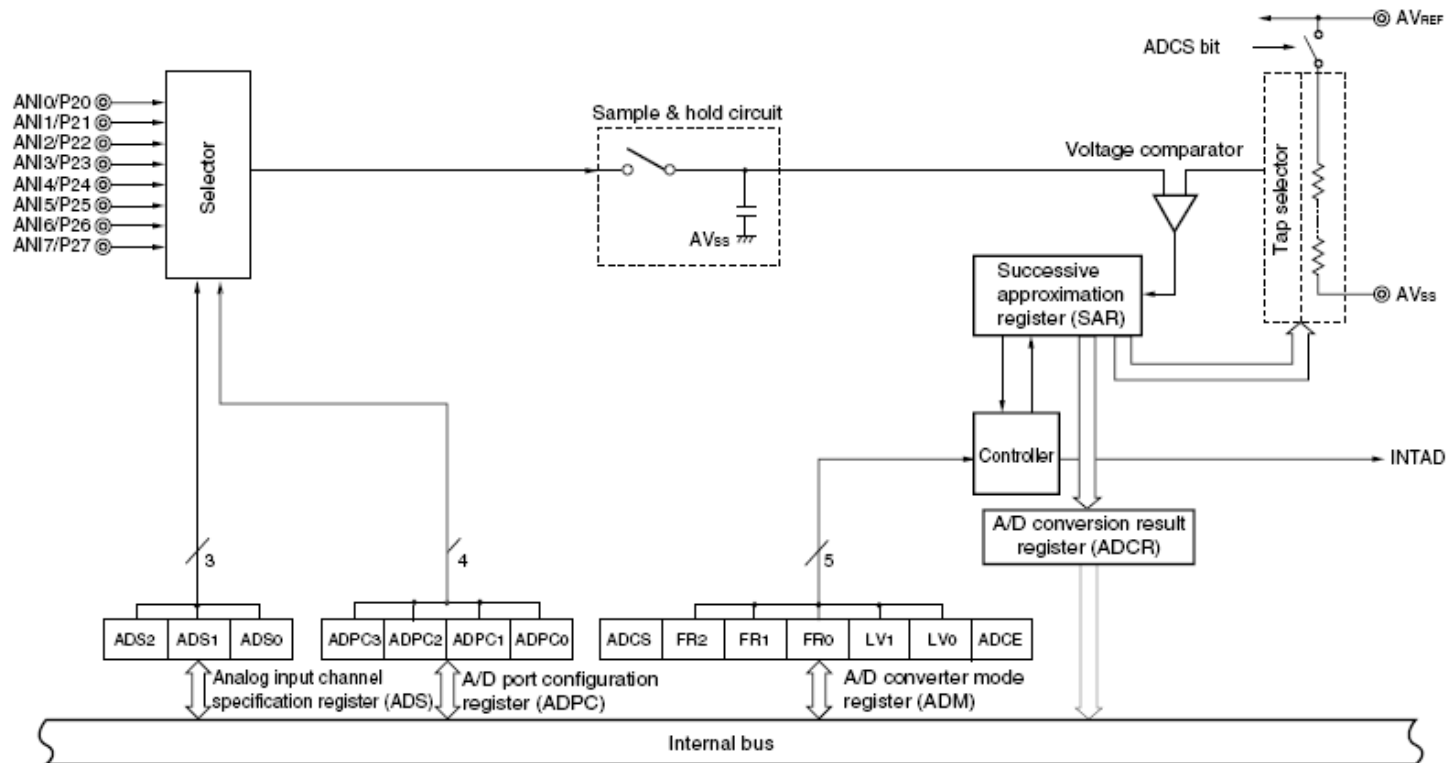 AVREF
ADCS bit
ANI0/P20
ANI1/P21
ANI2/P22
ANI3/P23
ANI4/P24
ANI5/P25
ANI6/P26
ANI7/P27
Selector
Sample & hold circuit
AVSS
Voltage comparator
Tap selector
AVSS
Successive
approximation
register (SAR)
Controller
INTAD
A/D conversion result
register (ADCR)
3
4
5
ADS2 ADS1 ADS0
ADPC3 ADPC2 ADPC1 ADPC0
ADCS FR2 FR1 FR0 LV1 LV0 ADCE
Analog input channel
specification register (ADS)
A/D port configuration
register (ADPC)
A/D converter mode
register (ADM)
Internal bus